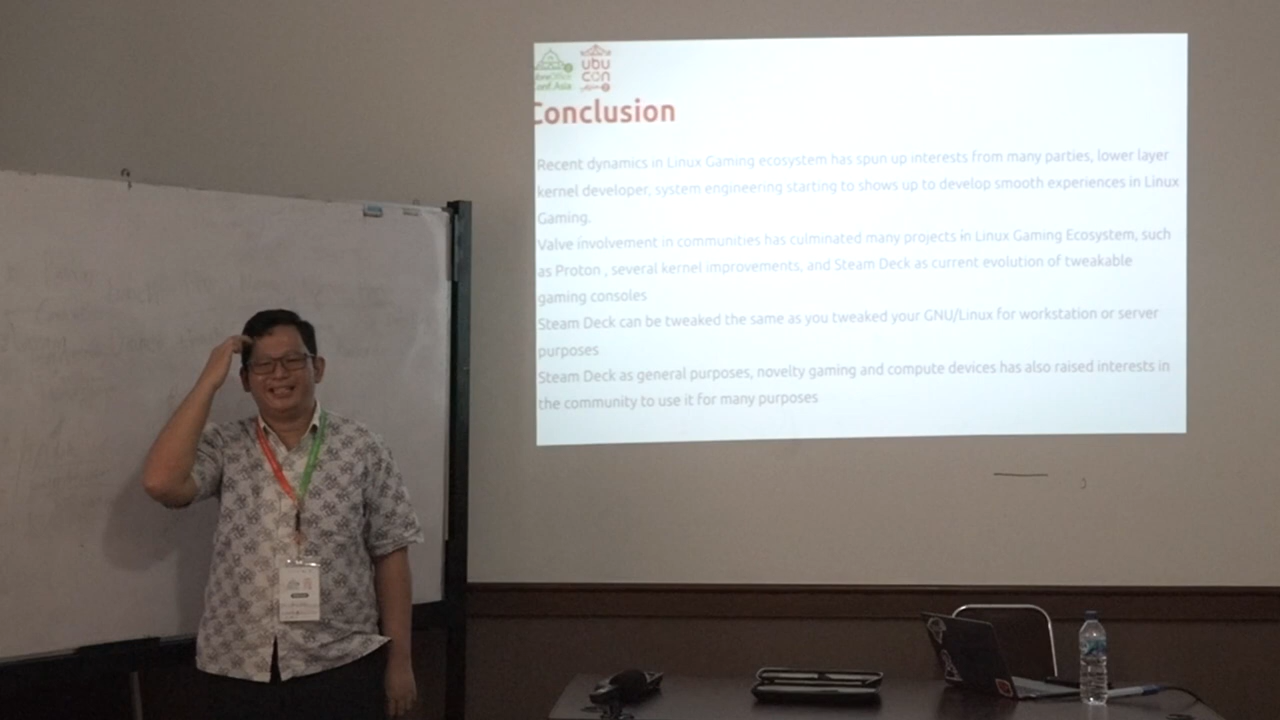 ubu
con
Conf.Asia
Conclusion
Recent dynamics in Linux Gaming ecosystem has spun up interests from many parties, lower layer
kernel developer, system engineering starting to shows up to develop smooth experiences in Linux
Gaming.
Valve involvement in communities has culminated many projects in Linux Gaming Ecosystem, such
as Proton , several kernel improvements, and Steam Deck as current evolution of tweakable
gaming consoles
Steam Deck can be tweaked the same as you tweaked your GNU/Linux for workstation or server
purposes
Steam Deck as general purposes, novelty gaming and compute devices has also raised interests in
the community to use it for many purposes